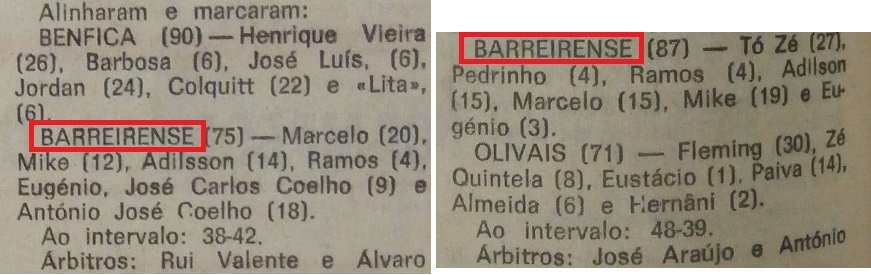 Alinharam e marcaram:
BENFICA (90) — Henrique Vieira
(26), Barbosa (6), José Luís, (6),
Jordan (24), Colquitt (22) e «Lita»,
(6).
BARREIRENSE (75) — Marcelo (20),
Mike (12), Adilsson (14), Ramos (4),
Eugénio, José Carlos Coelho (9) e
António José Coelho (18).
Ao intervalo: 38-42.
Árbitros: Rui Valente e Álvaro
BARREIRENSE (87) — Tó Zé (27),
Pedrinho (4), Ramos (4), Adilson
(15), Marcelo (15), Mike (19) e Eu-
génio (3).
OLIVAIS (71) — Fleming (30), Zé
Quintela (8), Eustácio (1), Paiva (14),
Almeida (6) e Hernâni (2).
Ao intervalo: 48-39.
Árbitros: José Araújo e António